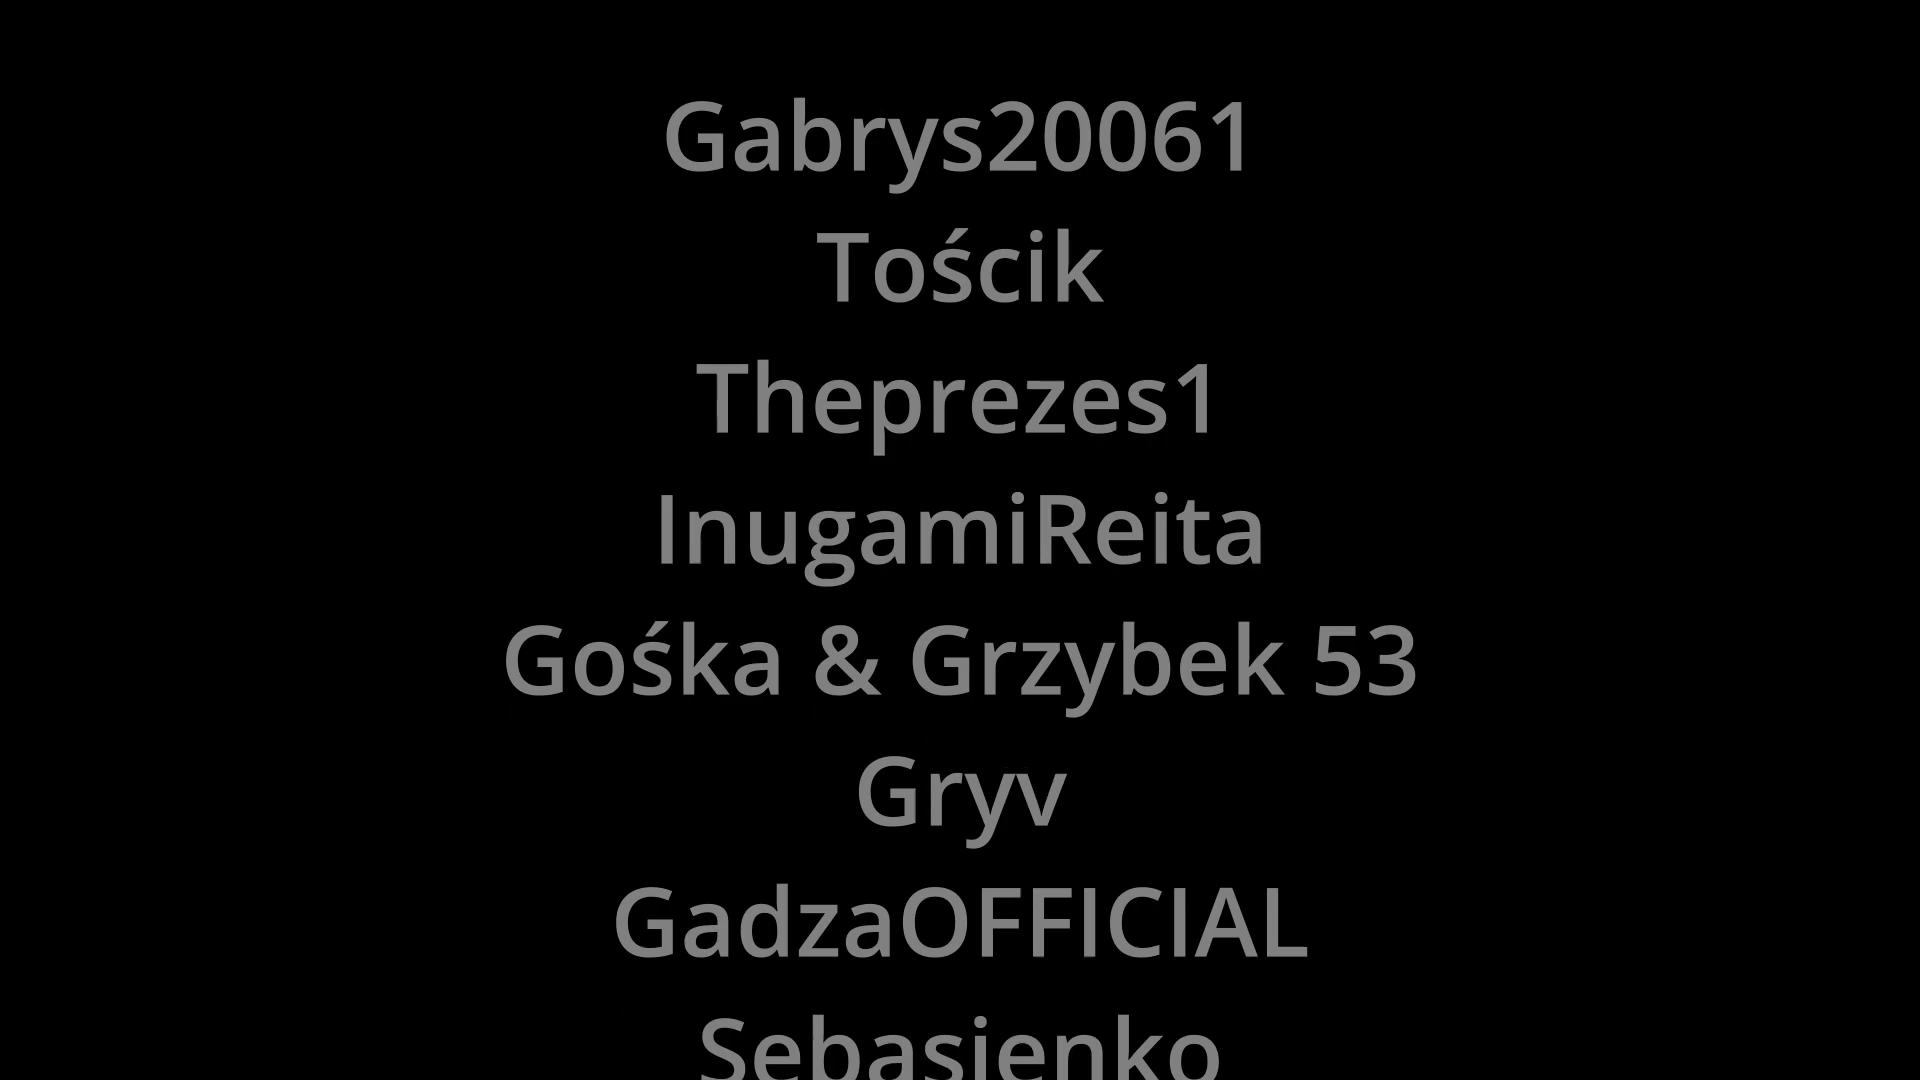 Gabrys20061
Tościk
Theprezes1
InugamiReita
Gośka & Grzybek 53
Gryv
GadzaOFFICIAL
Sebasienko